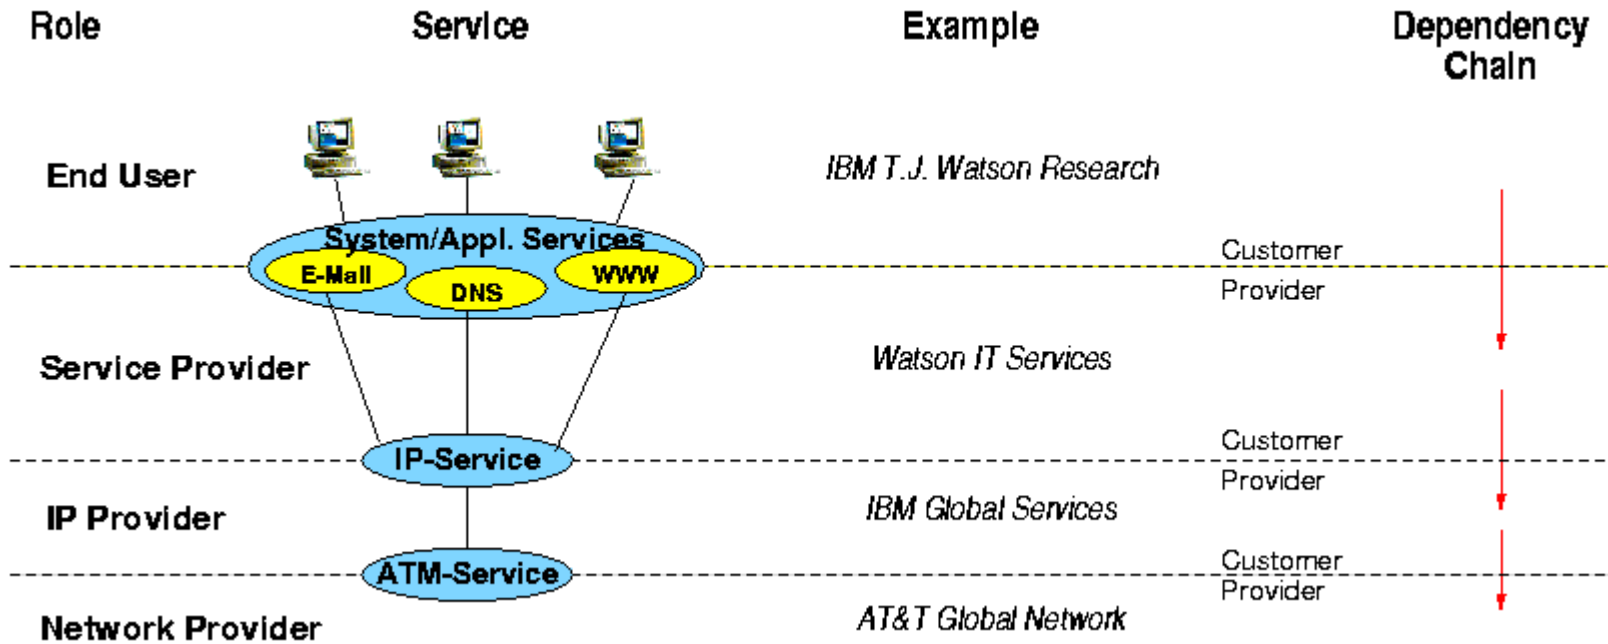 Role Service Example Dependency
Chain
End User IBM T.J. Watson Research
System/Appl. Services
E-Mail DNS WWW
Customer
Provider
Service Provider Watson IT Services
IP-Service
Customer
Provider
IP Provider IBM Global Services
ATM-Service
Customer
Provider
Network Provider AT&T Global Network